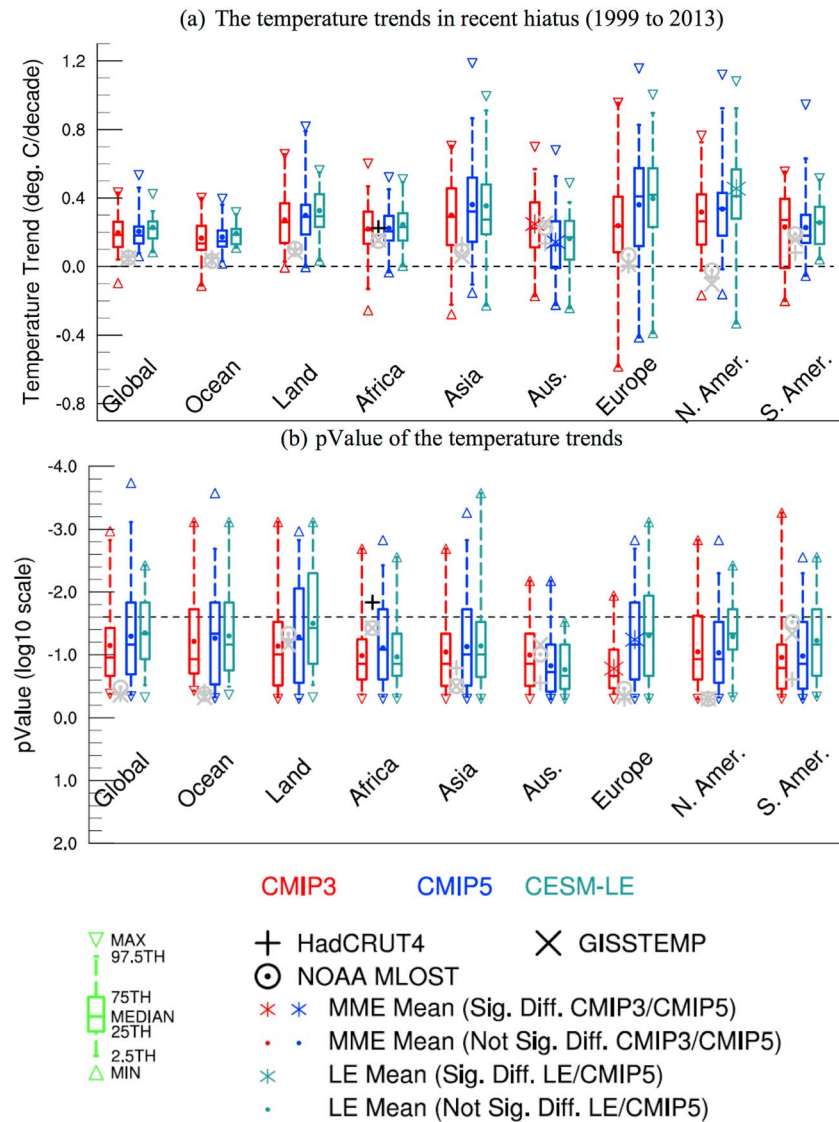 (a) The temperature trends in recent hiatus (1999 to 2013)
Temperature Trend (deg. C/decade)
1.2
0.8
0.4
0.0
-0.4
-0.8
Global
Ocean
Land
Africa
Asia
Aus.
Europe
N. Amer.
S. Amer.
(b) pValue of the temperature trends
pValue (log10 scale)
-4.0
-3.0
-2.0
-1.0
0.0
1.0
2.0
Global
Ocean
Land
Africa
Asia
Aus.
Europe
N. Amer.
S. Amer.
CMIP3 CMIP5 CESM-LE
MAX
97.5TH
75TH
MEDIAN
25TH
2.5TH
MIN
HadCRUT4 GISSTEMP
NOAA MLOST
MME Mean (Sig. Diff. CMIP3/CMIP5)
MME Mean (Not Sig. Diff. CMIP3/CMIP5)
LE Mean (Sig. Diff. LE/CMIP5)
LE Mean (Not Sig. Diff. LE/CMIP5)